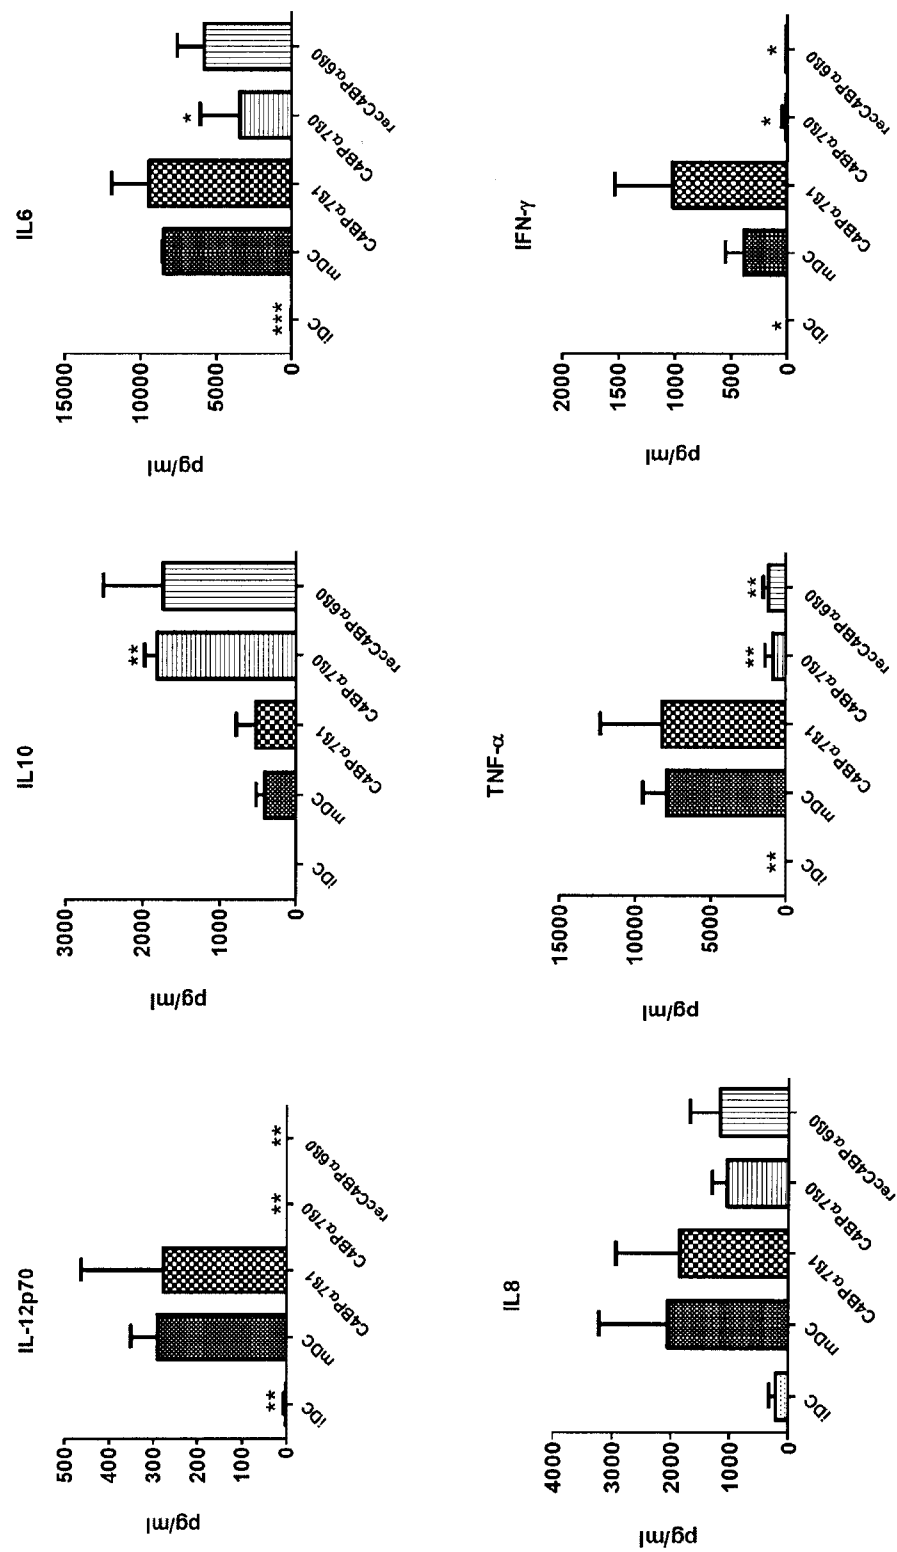 IL-12p70
pg/ml
500
400
300
200
100
0
**
**
**
iDC
mDC
C4BPα7β1
C4BPα7β0
recC4BPα6β0
IL10
pg/ml
3000
2000
1000
0
**
iDC
mDC
C4BPα7β1
C4BPα7β0
recC4BPα6β0
IL6
pg/ml
15000
10000
5000
0
***
*
iDC
mDC
C4BPα7β1
C4BPα7β0
recC4BPα6β0
IL8
pg/ml
4000
3000
2000
1000
0
iDC
mDC
C4BPα7β1
C4BPα7β0
recC4BPα6β0
TNF-α
pg/ml
15000
10000
5000
0
**
**
**
iDC
mDC
C4BPα7β1
C4BPα7β0
recC4BPα6β0
IFN-γ
pg/ml
2000
1500
1000
500
0
*
*
*
iDC
mDC
C4BPα7β1
C4BPα7β0
recC4BPα6β0